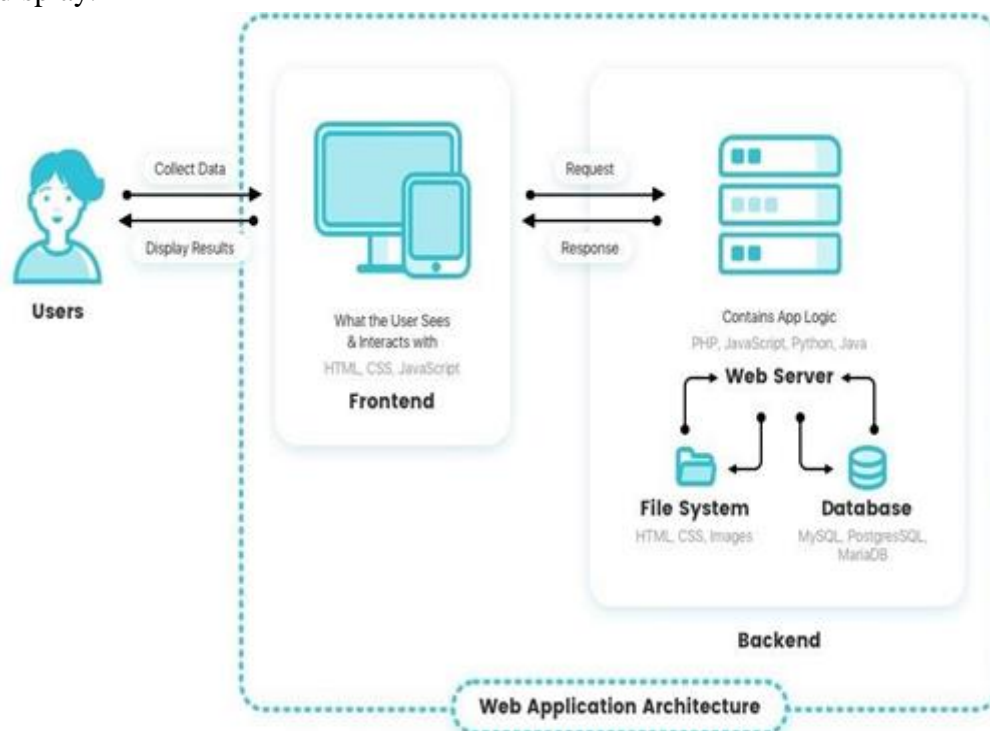 Collect Data
Display Results
Users
What the User Sees
& Interacts with
HTML, CSS, JavaScript
Frontend
Request
Response
Contains App Logic
PHP, JavaScript, Python, Java
Web Server
File System
HTML, CSS, Images
Database
MySQL, PostgresSQL,
MariaDB
Backend
Web Application Architecture